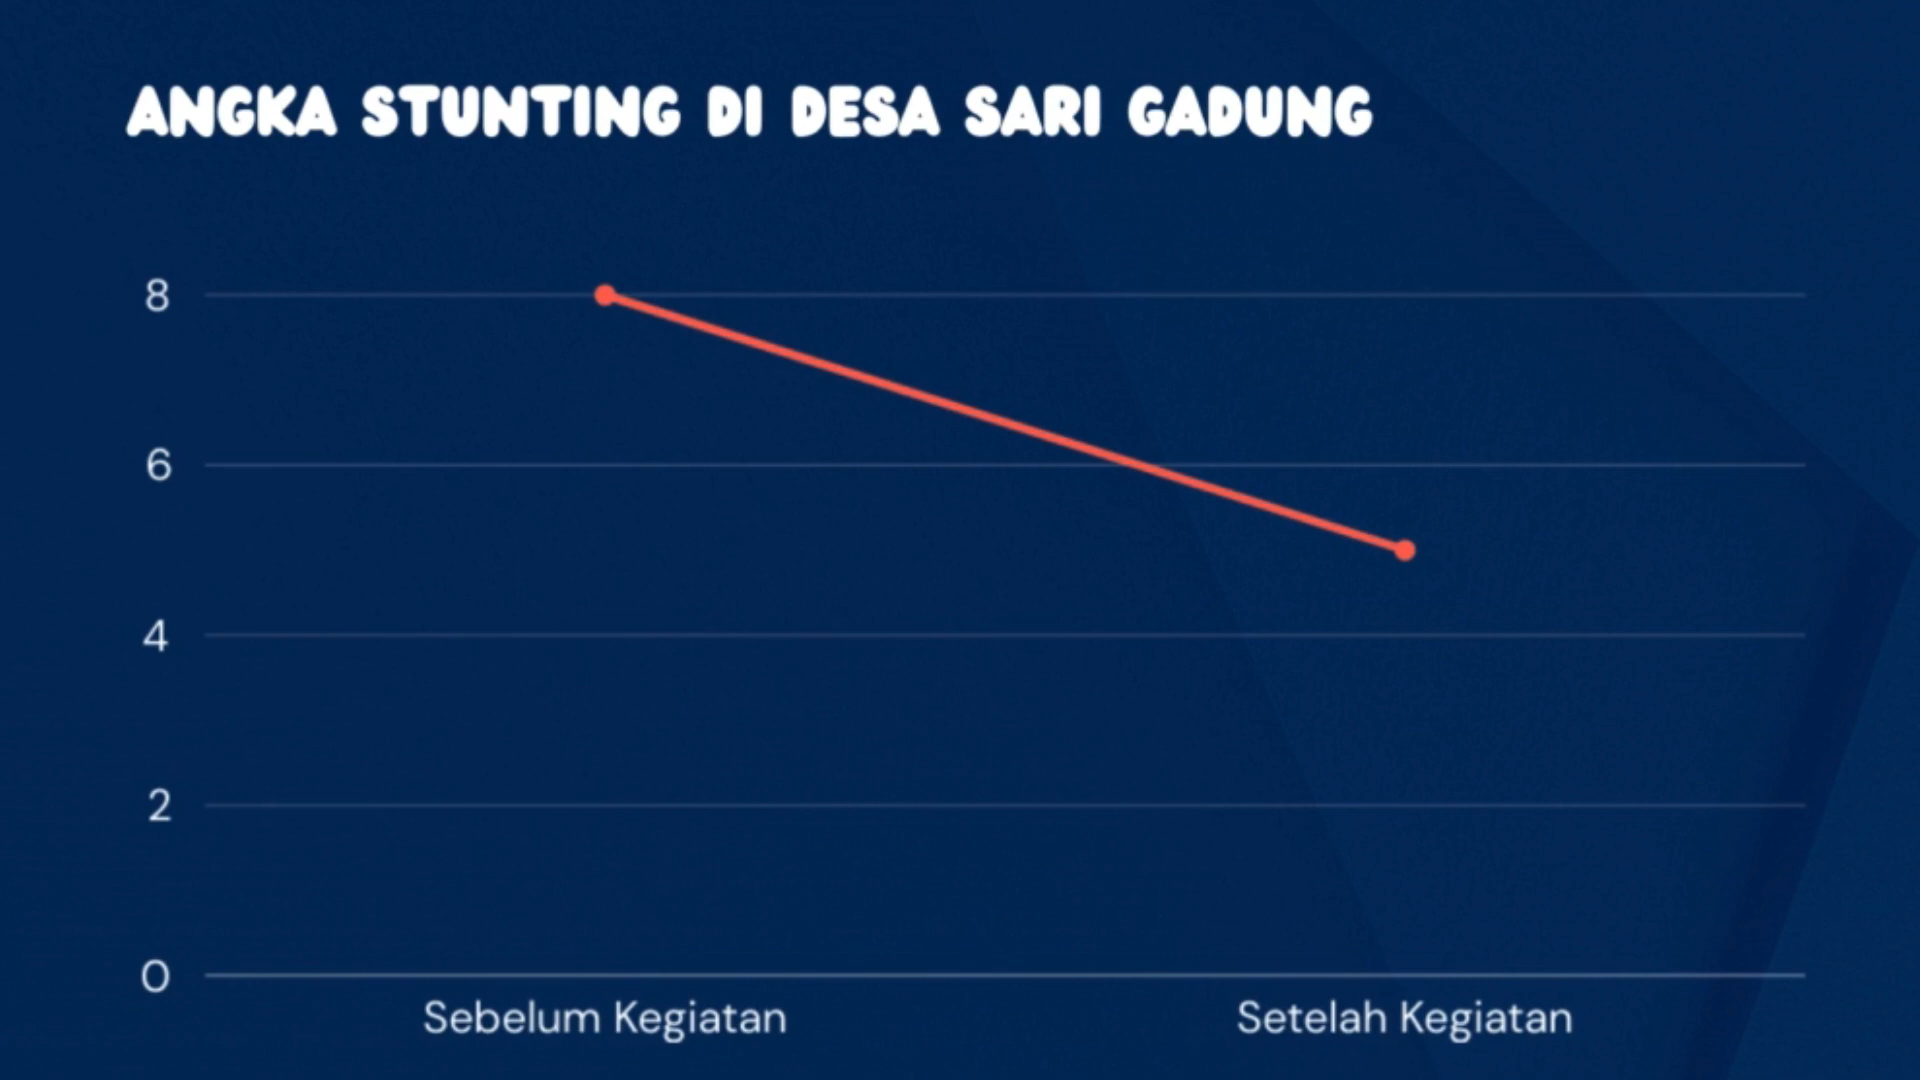 ANGKA STUNTING DI DESA SARI GADUNG
8
6
4
2
0
Sebelum Kegiatan
Setelah Kegiatan